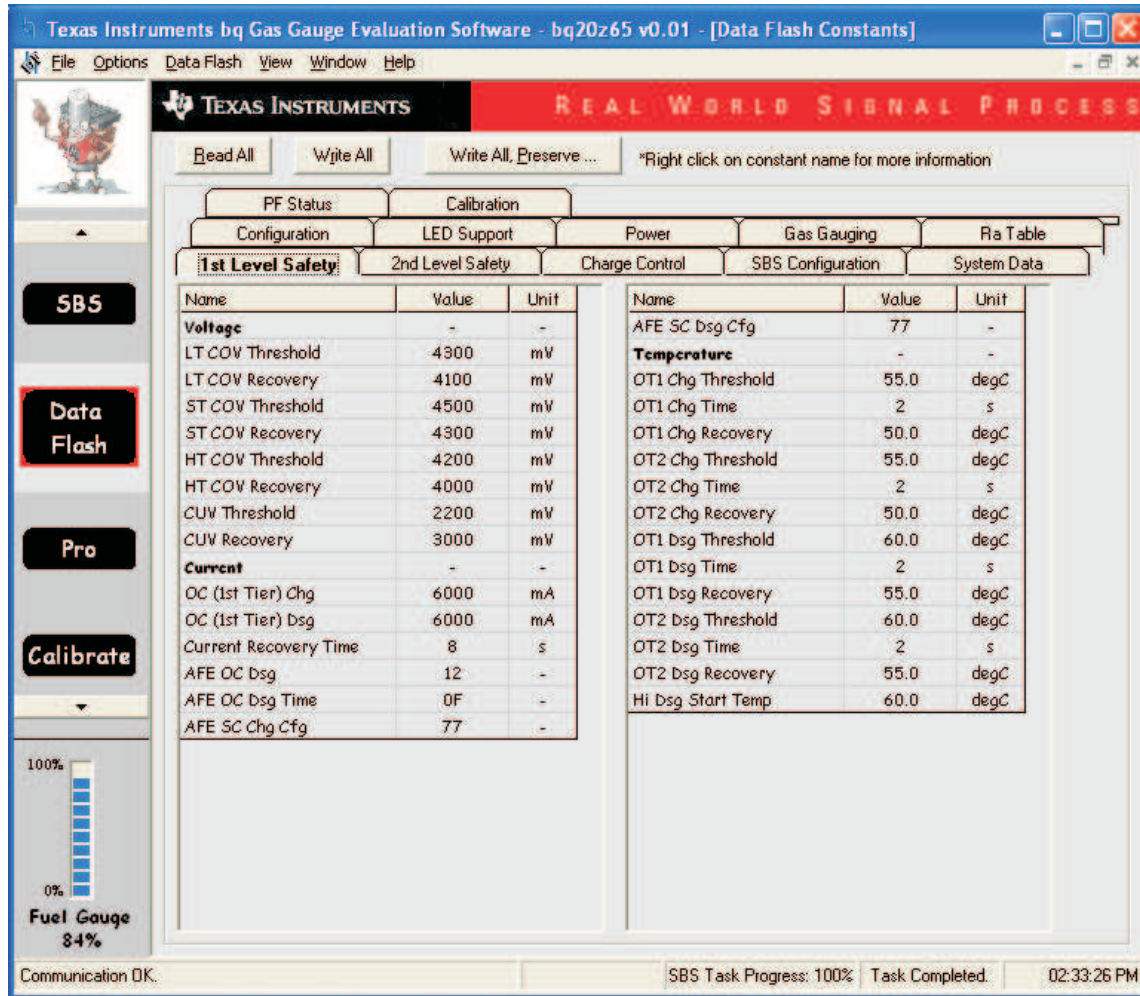 Texas Instruments bq Gas Gauge Evaluation Software - bq20z65 v0.01 - [Data Flash Constants]
File Options Data Flash View Window Help
TEXAS INSTRUMENTS
REAL WORLD SIGNAL PROCESS
Read All Write All Write All, Preserve ... *Right click on constant name for more information
PF Status Calibration
Configuration LED Support Power Gas Gauging Ra Table
1st Level Safety 2nd Level Safety Charge Control SBS Configuration System Data
SBS
Data
Flash
Pro
Calibrate
100%
0%
Fuel Gauge
84%
Name Value Unit
Voltage - -
LT COV Threshold 4300 mV
LT COV Recovery 4100 mV
ST COV Threshold 4500 mV
ST COV Recovery 4300 mV
HT COV Threshold 4200 mV
HT COV Recovery 4000 mV
CUV Threshold 2200 mV
CUV Recovery 3000 mV
Current - -
OC (1st Tier) Chg 6000 mA
OC (1st Tier) Dsg 6000 mA
Current Recovery Time 8 s
AFE OC Dsg 12 -
AFE OC Dsg Time 0F -
AFE SC Chg Cfg 77 -
Name Value Unit
AFE SC Dsg Cfg 77 -
Temperature - -
OT1 Chg Threshold 55.0 degC
OT1 Chg Time 2 s
OT1 Chg Recovery 50.0 degC
OT2 Chg Threshold 55.0 degC
OT2 Chg Time 2 s
OT2 Chg Recovery 50.0 degC
OT1 Dsg Threshold 60.0 degC
OT1 Dsg Time 2 s
OT1 Dsg Recovery 55.0 degC
OT2 Dsg Threshold 60.0 degC
OT2 Dsg Time 2 s
OT2 Dsg Recovery 55.0 degC
Hi Dsg Start Temp 60.0 degC
Communication OK. SBS Task Progress: 100% Task Completed. 02:33:26 PM